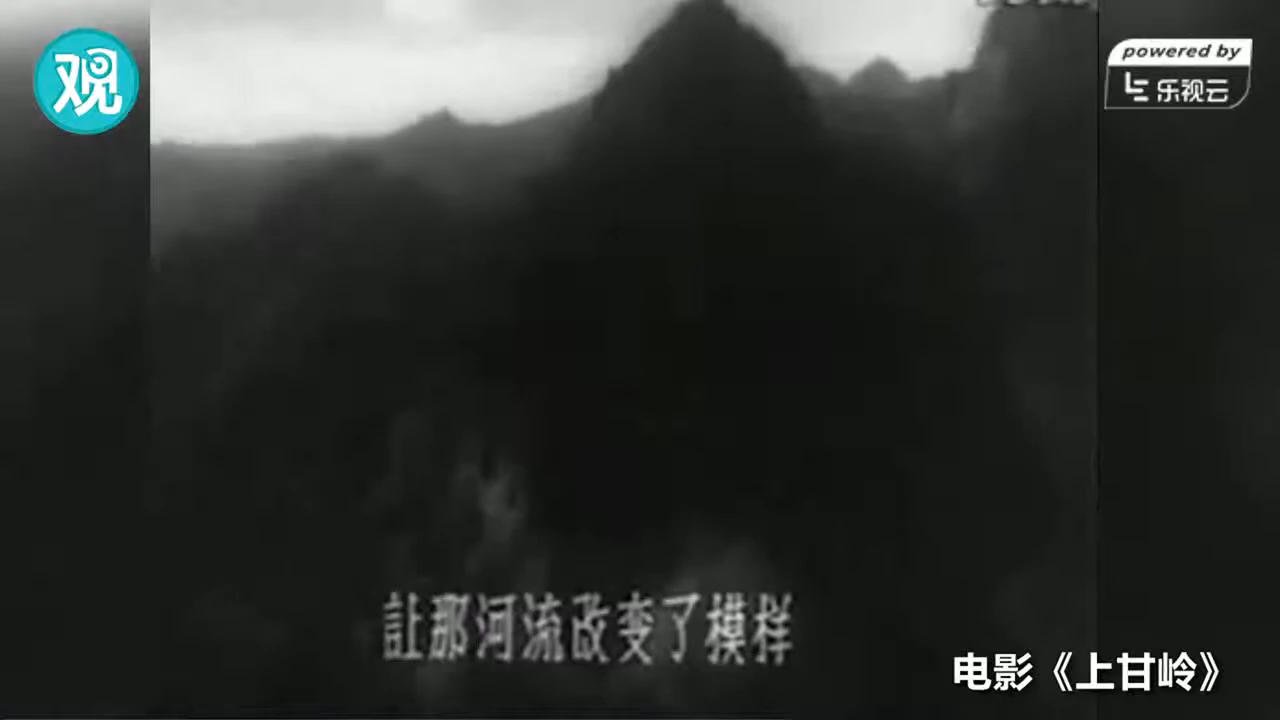 观
powered by
乐视云
訨那河流改变了模样
电影《上甘岭》